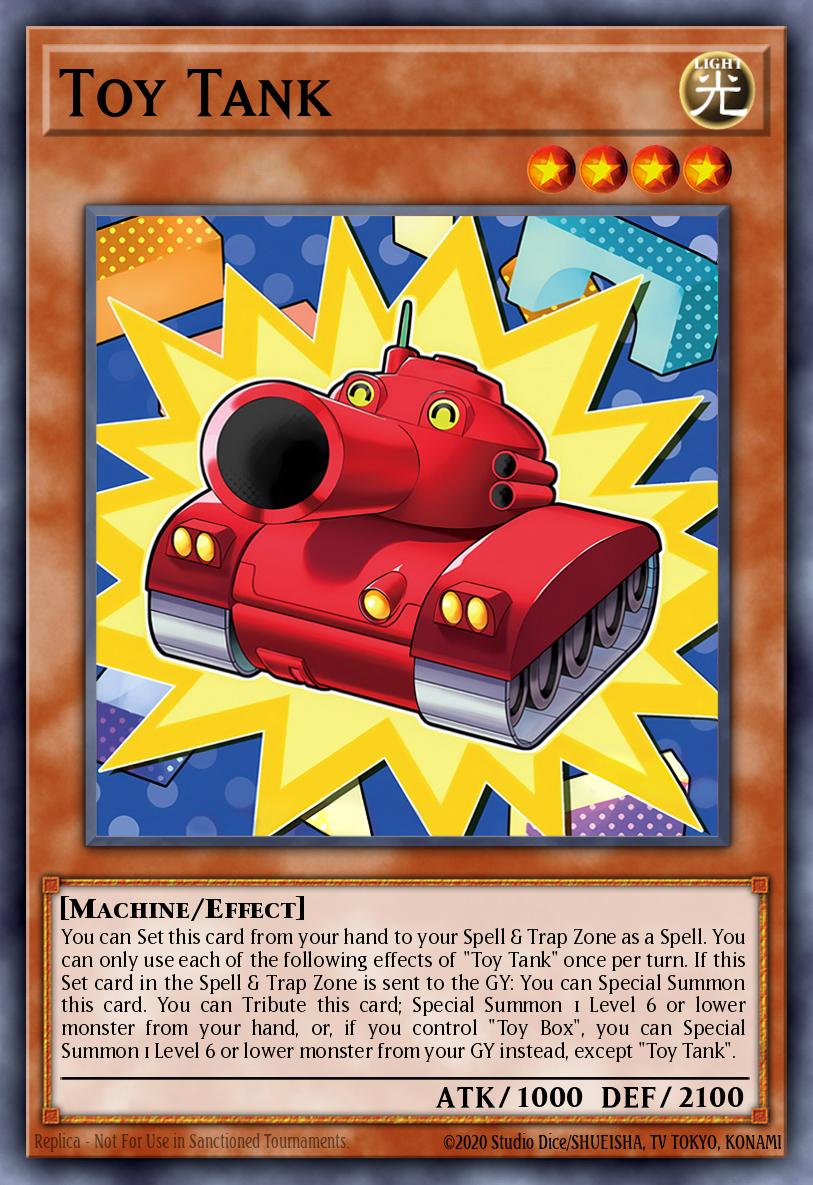 Toy Tank
LIGHT
光
[Machine/Effect]
You can Set this card from your hand to your Spell & Trap Zone as a Spell. You
can only use each of the following effects of "Toy Tank" once per turn. If this
Set card in the Spell & Trap Zone is sent to the GY: You can Special Summon
this card. You can Tribute this card; Special Summon 1 Level 6 or lower
monster from your hand, or, if you control "Toy Box", you can Special
Summon 1 Level 6 or lower monster from your GY instead, except "Toy Tank".
ATK/1000 DEF/2100
Replica - Not For Use in Sanctioned Tournaments.
©2020 Studio Dice/SHUEISHA, TV TOKYO, KONAMI